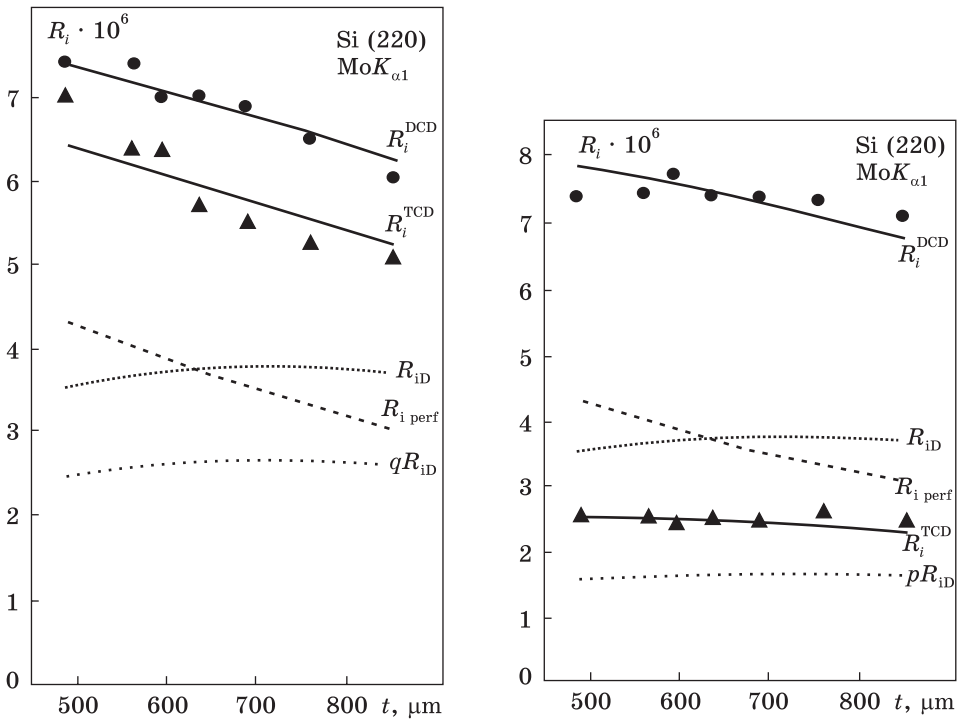 R_i · 10^6
Si (220)
MoK_α1
7
6
5
4
3
2
1
0
R_i^DCD
R_i^TCD
R_iD
R_i perf
qR_iD
500 600 700 800 t, μm
R_i · 10^6
Si (220)
MoK_α1
8
7
6
5
4
3
2
1
0
R_i^DCD
R_iD
R_i perf
R_i^TCD
pR_iD
500 600 700 800 t, μm